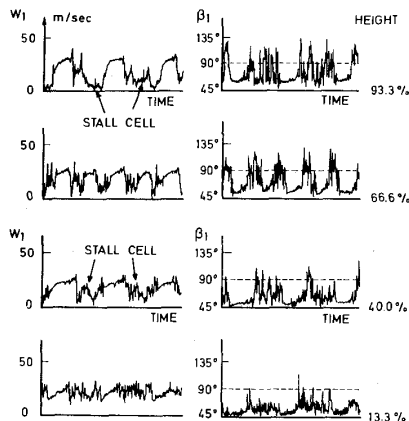 W₁ m/sec β₁ HEIGHT
50 135°
90°
0 45°
TIME TIME 93.3%
STALL CELL
50 135°
90°
0 45° 66.6%
W₁ β₁
50 STALL CELL 135°
90°
0 45° 40.0%
TIME TIME
50 135°
90°
0 45° 13.3%